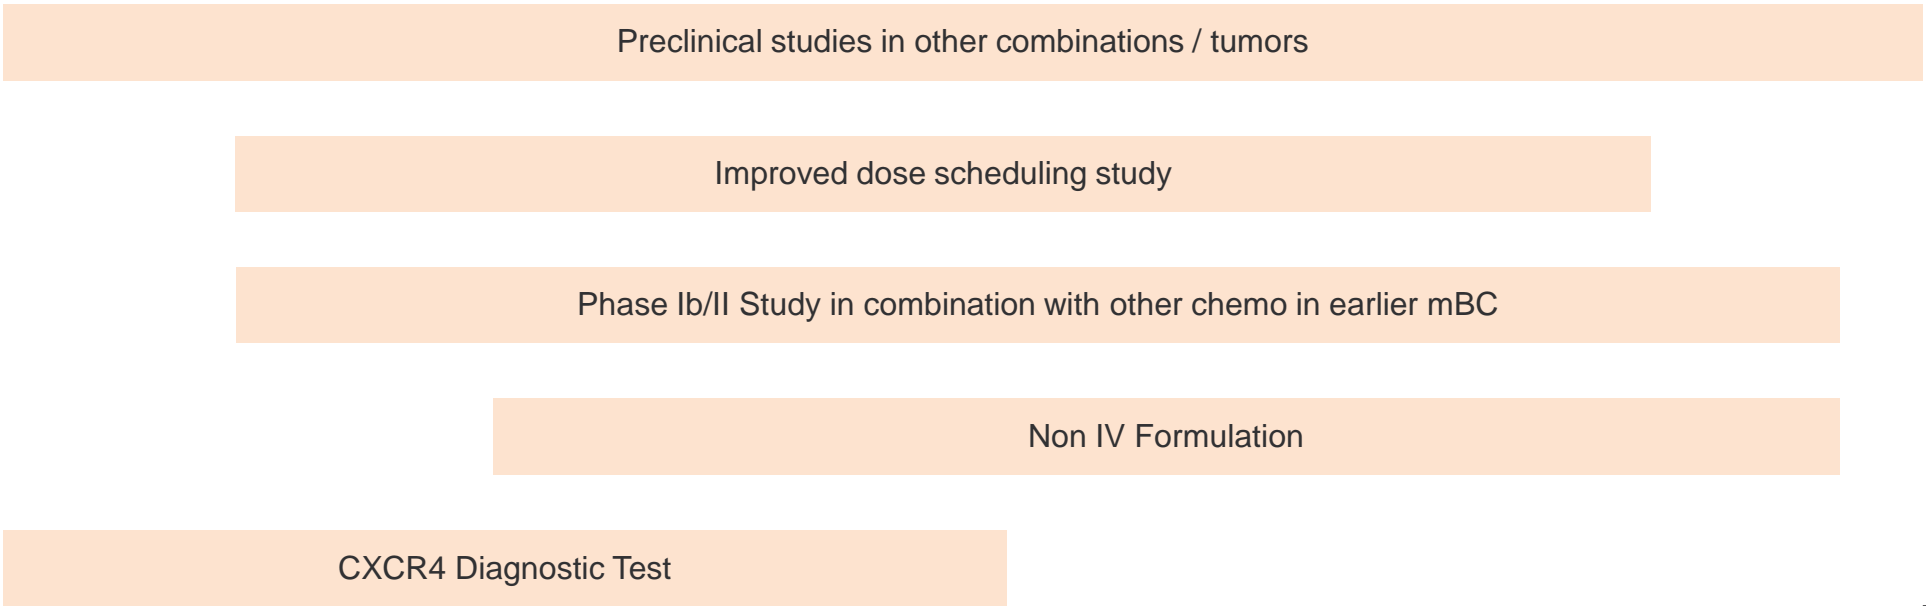 Preclinical studies in other combinations / tumors
Improved dose scheduling study
Phase Ib/II Study in combination with other chemo in earlier mBC
Non IV Formulation
CXCR4 Diagnostic Test